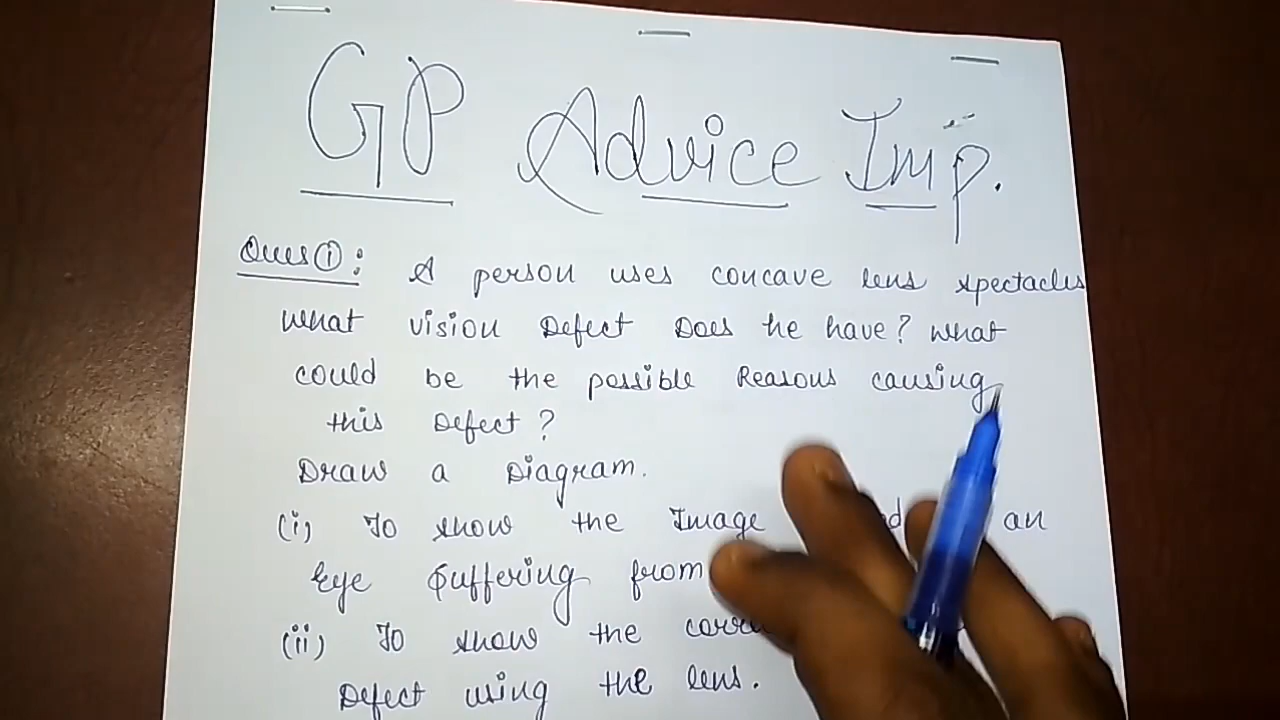 GP Advice Imp.
Ques ①: A person uses concave lens spectacles
What vision Defect Does he have? What
could be the possible Reasons causing
this Defect?
Draw a Diagram.
(i) To show the Image an
Eye Suffering from
(ii) To show the
Defect using the lens.